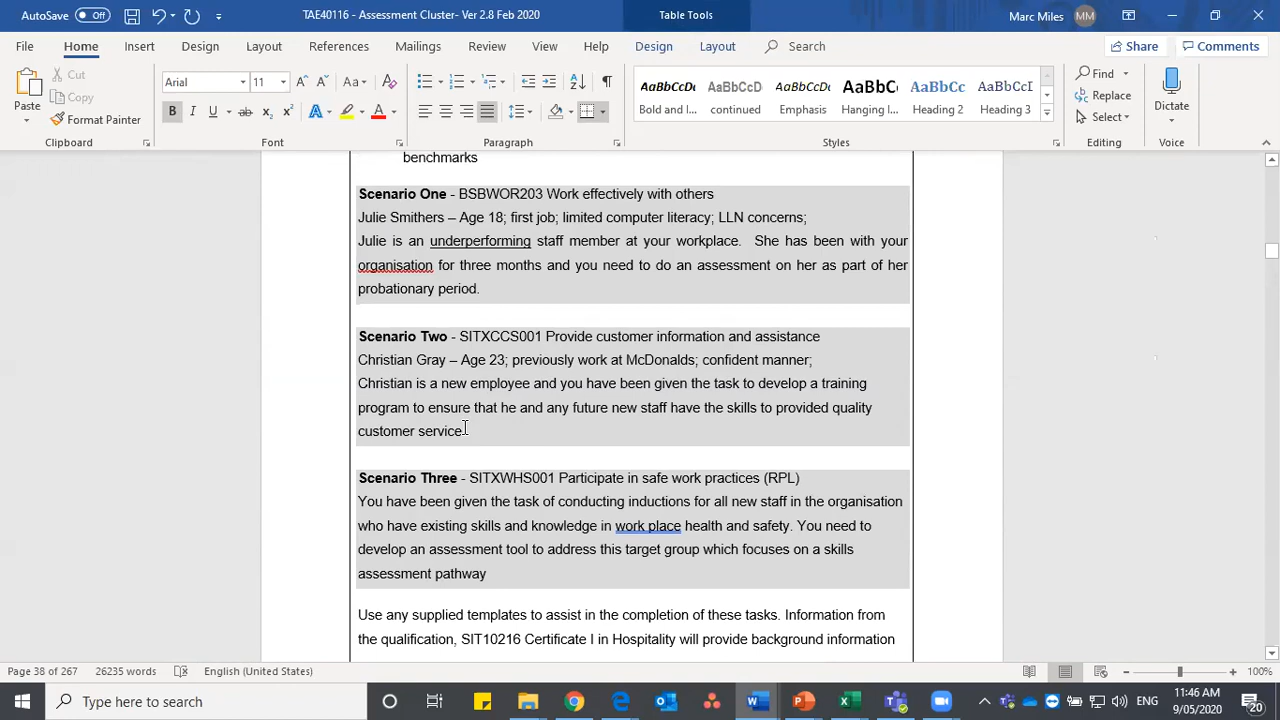 AutoSave Off TAE40116 - Assessment Cluster- Ver 2.8 Feb 2020 Table Tools Marc Miles MM
File Home Insert Design Layout References Mailings Review View Help Design Layout Search Share Comments
Paste Cut Copy Format Painter
Arial 11 A A Aa A
B I U ab x₂ x² A A
AaBbCcDc AaBbCcDc AaBbCcDc AaBbC AaBbCc AaBbCcL
Bold and I... continued Emphasis Hanging I... Heading 2 Heading 3
Find Replace Select Dictate
Clipboard Font Paragraph Styles Editing Voice
benchmarks
Scenario One - BSBWOR203 Work effectively with others
Julie Smithers – Age 18; first job; limited computer literacy; LLN concerns;
Julie is an underperforming staff member at your workplace. She has been with your
organisation for three months and you need to do an assessment on her as part of her
probationary period.
Scenario Two - SITXCCS001 Provide customer information and assistance
Christian Gray – Age 23; previously work at McDonalds; confident manner;
Christian is a new employee and you have been given the task to develop a training
program to ensure that he and any future new staff have the skills to provided quality
customer service.
Scenario Three - SITXWHS001 Participate in safe work practices (RPL)
You have been given the task of conducting inductions for all new staff in the organisation
who have existing skills and knowledge in work place health and safety. You need to
develop an assessment tool to address this target group which focuses on a skills
assessment pathway
Use any supplied templates to assist in the completion of these tasks. Information from
the qualification, SIT10216 Certificate I in Hospitality will provide background information
Page 38 of 267 26235 words English (United States) 100%
Type here to search ENG 11:46 AM
9/05/2020 20